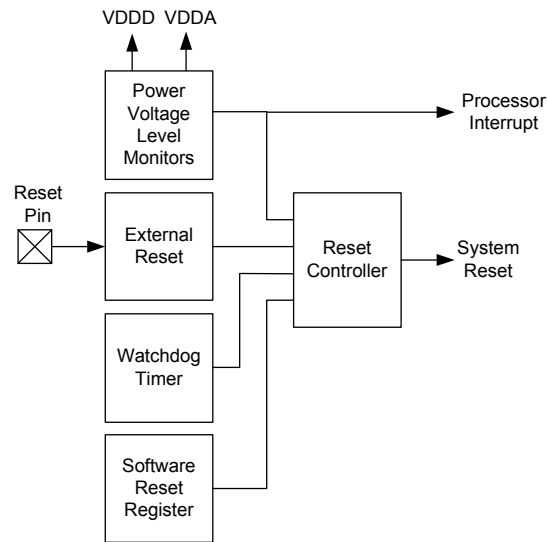 VDDD VDDA
Power
Voltage
Level
Monitors
Processor
Interrupt
Reset
Pin
External
Reset
Reset
Controller
System
Reset
Watchdog
Timer
Software
Reset
Register